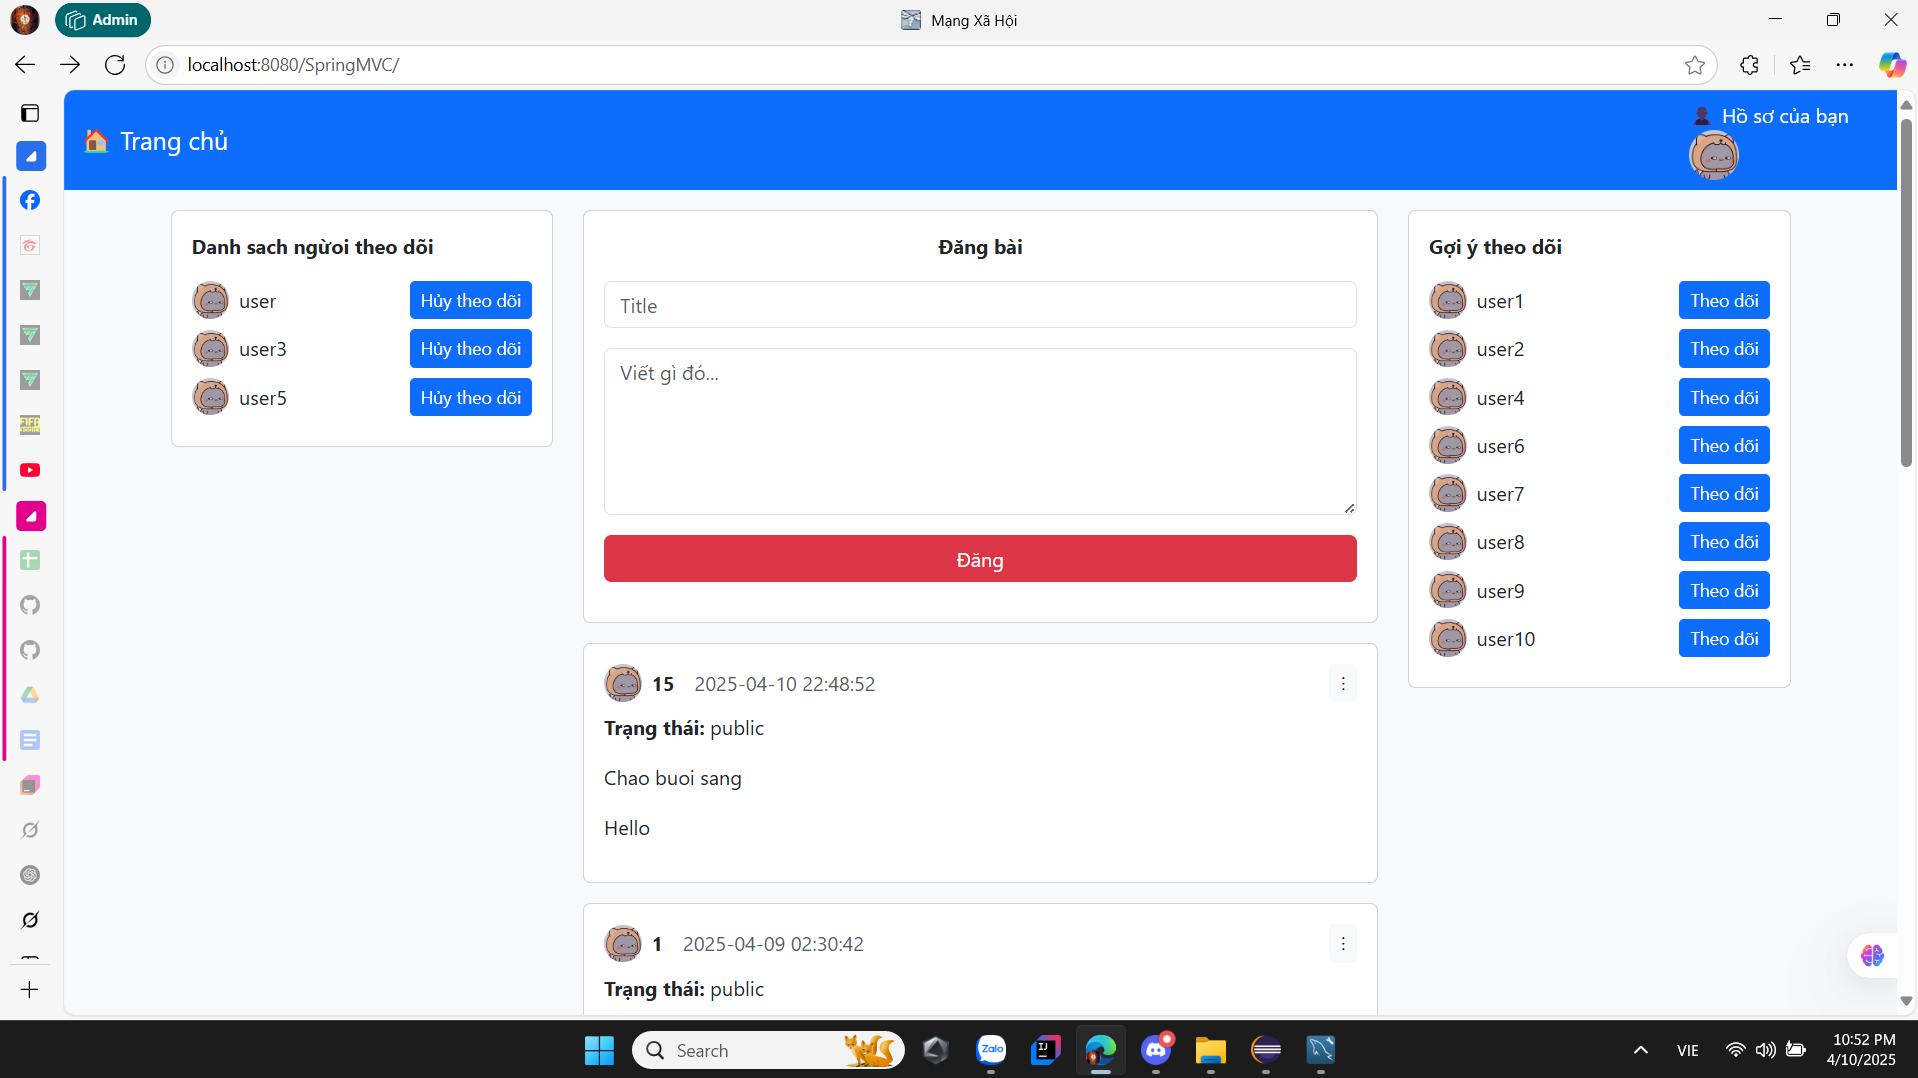 Admin
Mạng Xã Hội
localhost:8080/SpringMVC/
Trang chủ
Hồ sơ của bạn
Danh sach ngừoi theo dõi
user Hủy theo dõi
user3 Hủy theo dõi
user5 Hủy theo dõi
Đăng bài
Title
Viết gì đó...
Đăng
15 2025-04-10 22:48:52
Trạng thái: public
Chao buoi sang
Hello
1 2025-04-09 02:30:42
Trạng thái: public
Gợi ý theo dõi
user1 Theo dõi
user2 Theo dõi
user4 Theo dõi
user6 Theo dõi
user7 Theo dõi
user8 Theo dõi
user9 Theo dõi
user10 Theo dõi
Search
Zalo
IJ
VIE
10:52 PM
4/10/2025